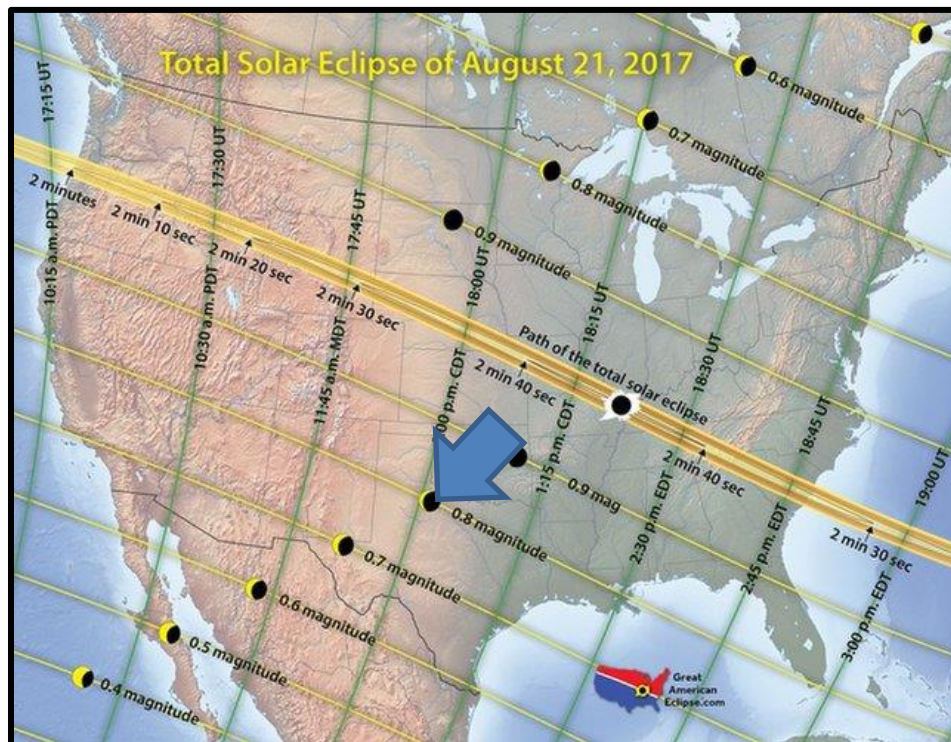 Total Solar Eclipse of August 21, 2017
17:15 UT
17:30 UT
17:45 UT
18:00 UT
18:15 UT
18:30 UT
18:45 UT
19:00 UT
0.6 magnitude
0.7 magnitude
0.8 magnitude
0.9 magnitude
2 minutes
2 min 10 sec
2 min 20 sec
2 min 30 sec
2 min 40 sec
Path of the total solar eclipse
2 min 40 sec
2 min 30 sec
10:15 a.m. PDT
10:30 a.m. PDT
11:45 a.m. MDT
p.m. CDT
1:15 p.m. CDT
2:30 p.m. EDT
2:45 p.m. EDT
3:00 p.m. EDT
0.9 mag
0.8 magnitude
0.7 magnitude
0.6 magnitude
0.5 magnitude
0.4 magnitude
Great
American
Eclipse.com